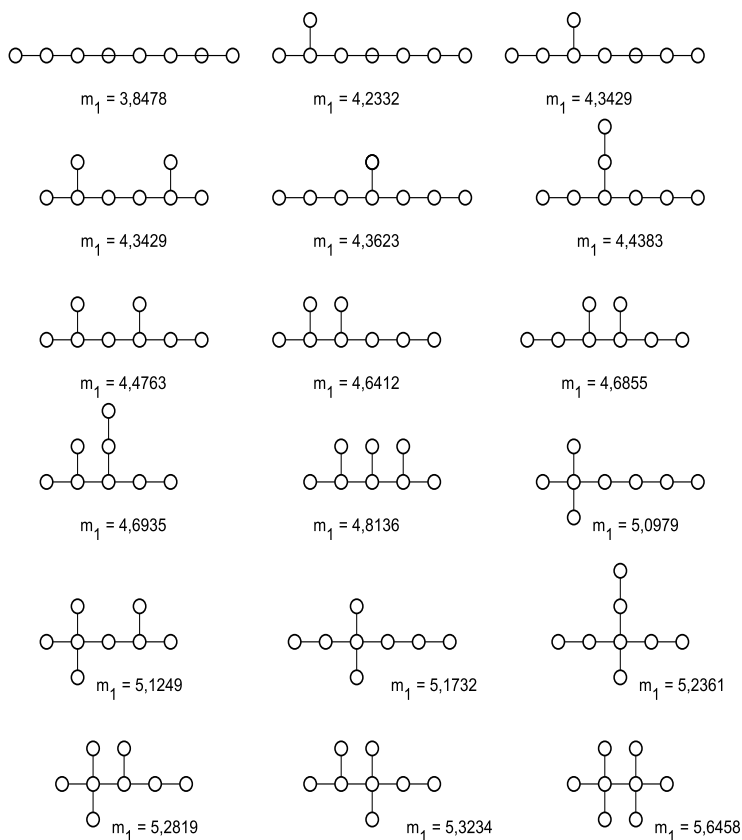 m1 = 3,8478
m1 = 4,2332
m1 = 4,3429
m1 = 4,3429
m1 = 4,3623
m1 = 4,4383
m1 = 4,4763
m1 = 4,6412
m1 = 4,6855
m1 = 4,6935
m1 = 4,8136
m1 = 5,0979
m1 = 5,1249
m1 = 5,1732
m1 = 5,2361
m1 = 5,2819
m1 = 5,3234
m1 = 5,6458